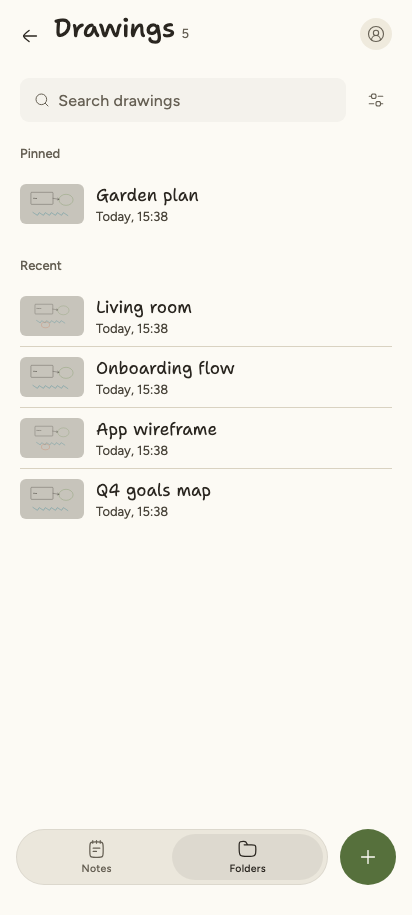 Drawings 5
Search drawings
Pinned
Garden plan
Today, 15:38
Recent
Living room
Today, 15:38
Onboarding flow
Today, 15:38
App wireframe
Today, 15:38
Q4 goals map
Today, 15:38
Notes
Folders